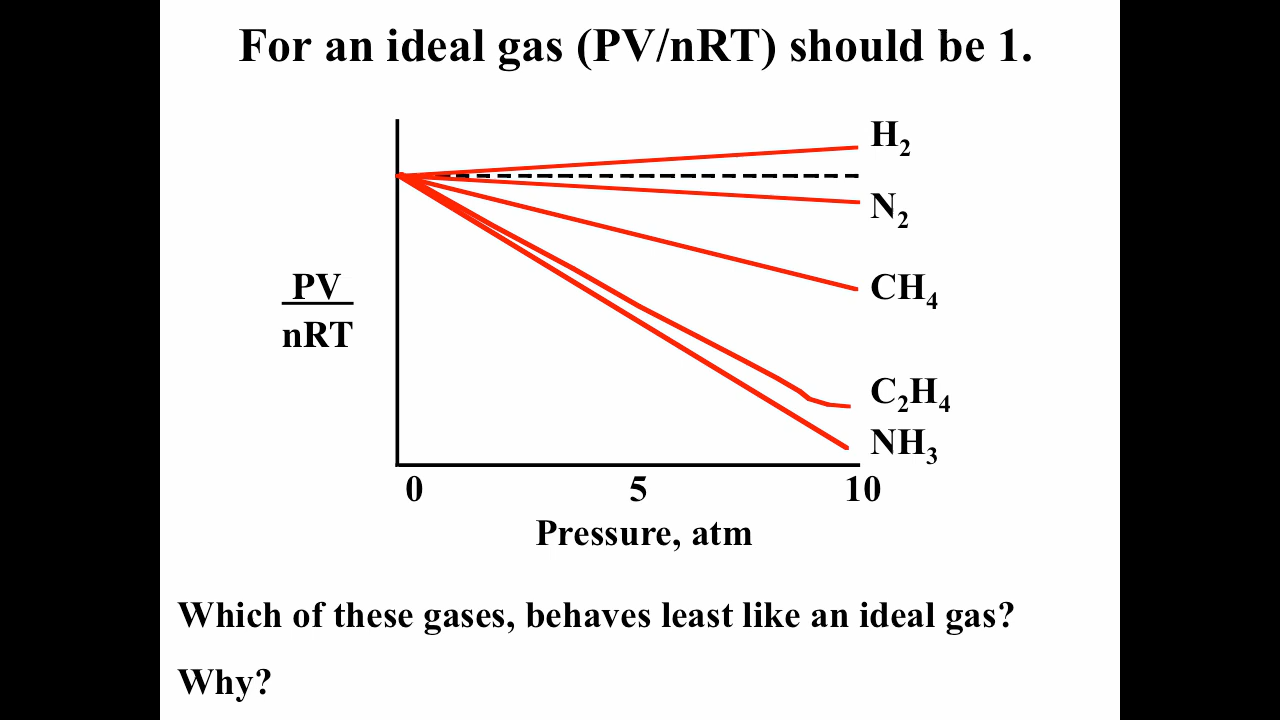 For an ideal gas (PV/nRT) should be 1.
H₂
N₂
PV
nRT
CH₄
C₂H₄
NH₃
0 5 10
Pressure, atm
Which of these gases, behaves least like an ideal gas?
Why?